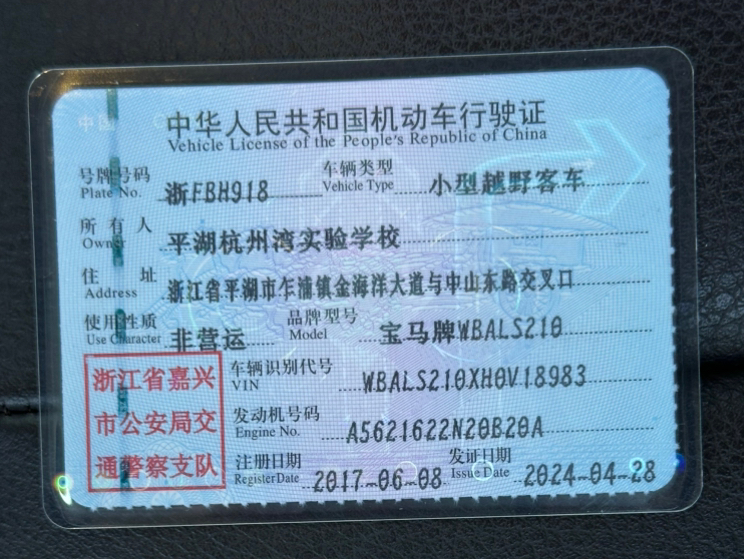 中华人民共和国机动车行驶证
Vehicle License of the People's Republic of China
号牌号码 浙FBH918 车辆类型 小型越野客车
Plate No. Vehicle Type
所有人 平湖杭州湾实验学校
Owner
住址 浙江省平湖市乍浦镇金海洋大道与中山东路交叉口
Address
使用性质 非营运 品牌型号 宝马牌WBALS210
Use Character Model
浙江省嘉兴
市公安局交
通警察支队
车辆识别代号 WBALS210XH0V18983
VIN
发动机号码 A5621622N20B20A
Engine No.
注册日期 2017-06-08 发证日期 2024-04-28
Register Date Issue Date